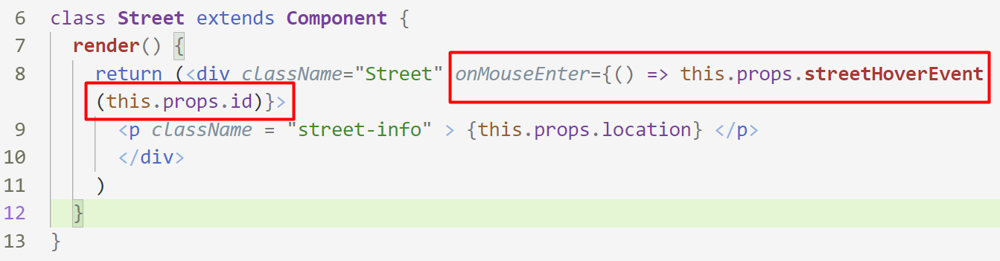 6 class Street extends Component {
7 render() {
8 return (<div className="Street" onMouseEnter={() => this.props.streetHoverEvent
(this.props.id)}>
9 <p className = "street-info" > {this.props.location} </p>
10 </div>
11 )
12 }
13 }